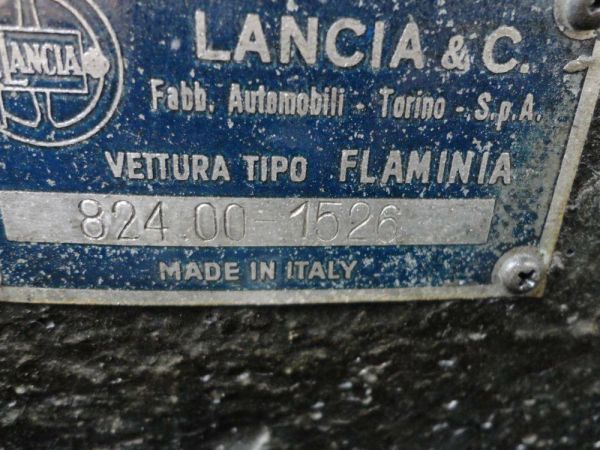 LANCIA
LANCIA & C.
Fabb. Automobili - Torino - S.p.A.
VETTURA TIPO FLAMINIA
824.00-1526
MADE IN ITALY